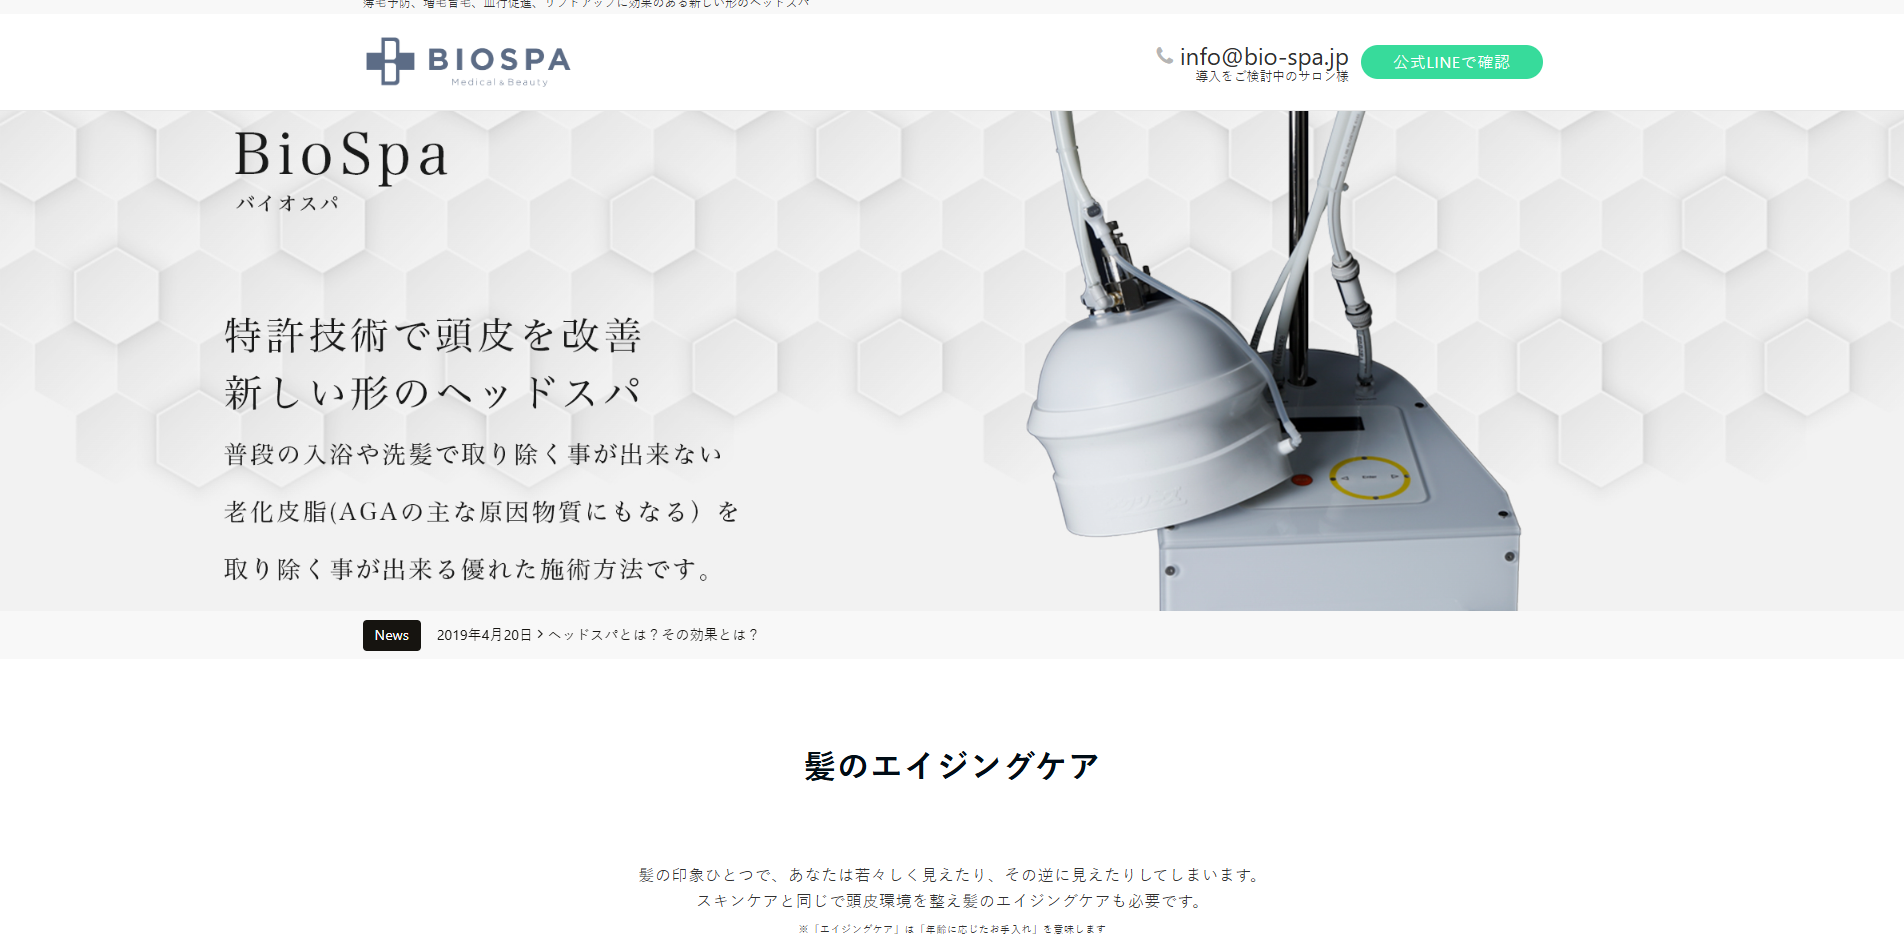 薄毛予防、増毛育毛、血行促進、リフトアップに効果のある新しい形のヘッドスパ
BIOSPA
Medical & Beauty
info@bio-spa.jp
導入をご検討中のサロン様
公式LINEで確認
BioSpa
バイオスパ
特許技術で頭皮を改善
新しい形のヘッドスパ
普段の入浴や洗髪で取り除く事が出来ない
老化皮脂(AGAの主な原因物質にもなる）を
取り除く事が出来る優れた施術方法です。
News
2019年4月20日 > ヘッドスパとは？その効果とは？
髪のエイジングケア
髪の印象ひとつで、あなたは若々しく見えたり、その逆に見えたりしてしまいます。
スキンケアと同じで頭皮環境を整え髪のエイジングケアも必要です。
※「エイジングケア」は「年齢に応じたお手入れ」を意味します